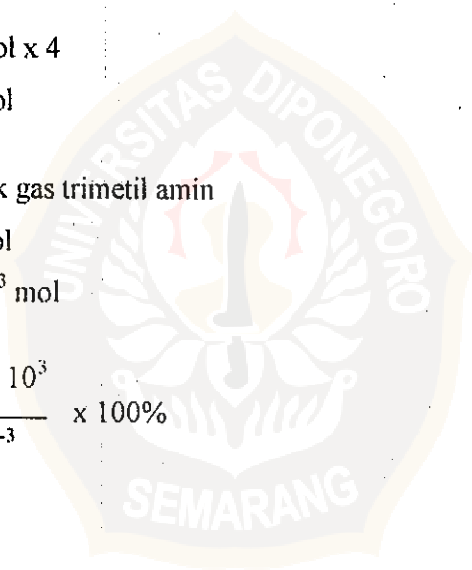 ol x 4
ol
k gas trimetil amin
ol
³ mol
10³
-3 x 100%
UNIVERSITAS DIPONEGORO
SEMARANG